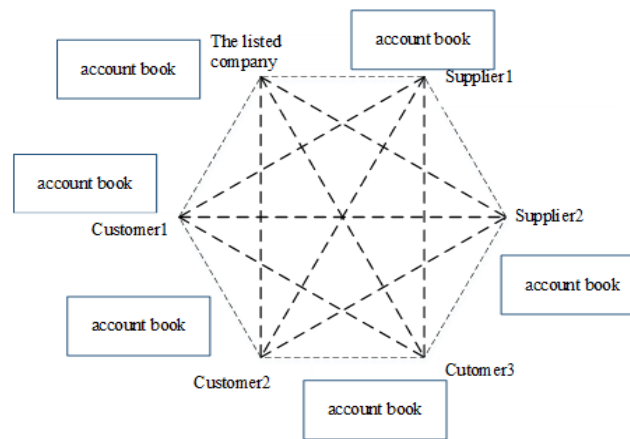 The listed
company
account book
account book
Supplier1
account book
Customer1
Supplier2
account book
account book
Customer2
Cutomer3
account book